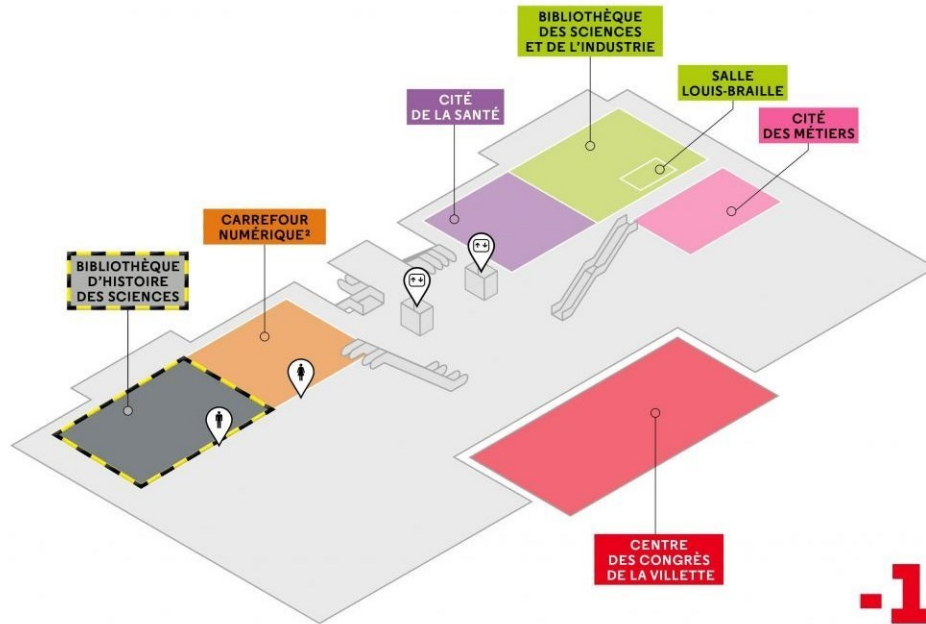 BIBLIOTHÈQUE
DES SCIENCES
ET DE L'INDUSTRIE
SALLE
LOUIS-BRAILLE
CITÉ
DE LA SANTÉ
CITÉ
DES MÉTIERS
CARREFOUR
NUMÉRIQUE²
BIBLIOTHÈQUE
D'HISTOIRE
DES SCIENCES
CENTRE
DES CONGRÈS
DE LA VILLETTE
-1